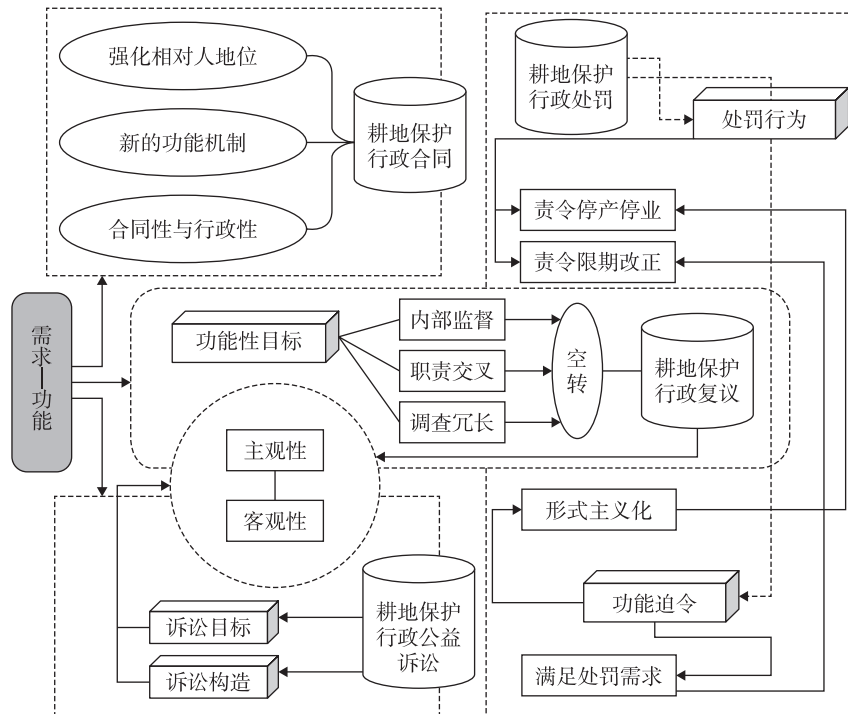 强化相对人地位
新的功能机制
合同性与行政性
耕地保护
行政合同
耕地保护
行政处罚
处罚行为
责令停产停业
责令限期改正
需求—功能
功能性目标
内部监督
职责交叉
调查冗长
空转
耕地保护
行政复议
主观性
客观性
诉讼目标
诉讼构造
耕地保护
行政公益
诉讼
形式主义化
功能迫令
满足处罚需求